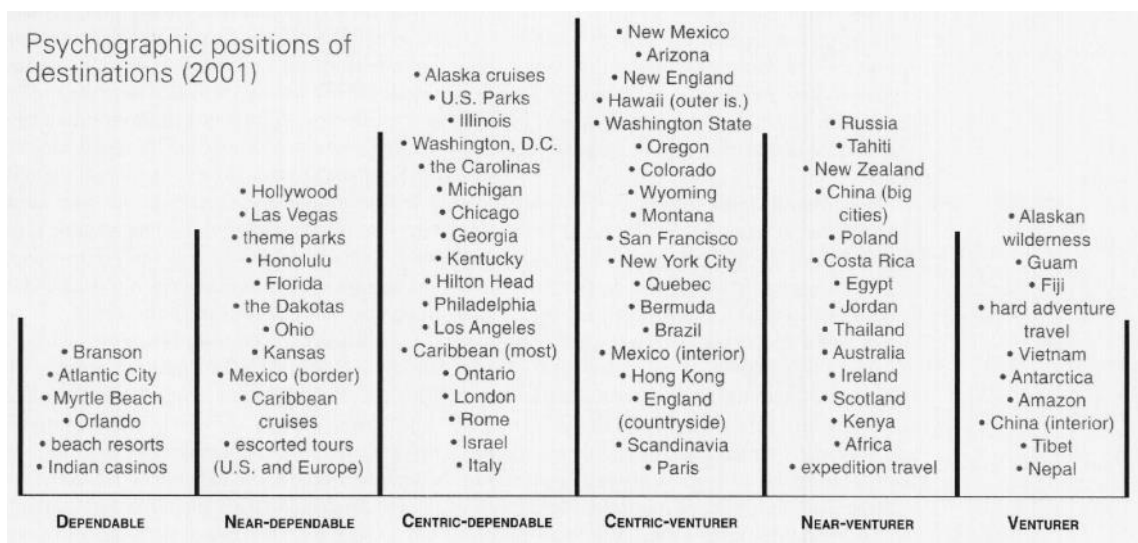 Psychographic positions of
destinations (2001)
• Branson
• Atlantic City
• Myrtle Beach
• Orlando
• beach resorts
• Indian casinos
• Hollywood
• Las Vegas
• theme parks
• Honolulu
• Florida
• the Dakotas
• Ohio
• Kansas
• Mexico (border)
• Caribbean
cruises
• escorted tours
(U.S. and Europe)
• Alaska cruises
• U.S. Parks
• Illinois
• Washington, D.C.
• the Carolinas
• Michigan
• Chicago
• Georgia
• Kentucky
• Hilton Head
• Philadelphia
• Los Angeles
• Caribbean (most)
• Ontario
• London
• Rome
• Israel
• Italy
• New Mexico
• Arizona
• New England
• Hawaii (outer is.)
• Washington State
• Oregon
• Colorado
• Wyoming
• Montana
• San Francisco
• New York City
• Quebec
• Bermuda
• Brazil
• Mexico (interior)
• Hong Kong
• England
(countryside)
• Scandinavia
• Paris
• Russia
• Tahiti
• New Zealand
• China (big
cities)
• Poland
• Costa Rica
• Egypt
• Jordan
• Thailand
• Australia
• Ireland
• Scotland
• Kenya
• Africa
• expedition travel
• Alaskan
wilderness
• Guam
• Fiji
• hard adventure
travel
• Vietnam
• Antarctica
• Amazon
• China (interior)
• Tibet
• Nepal
DEPENDABLE NEAR-DEPENDABLE CENTRIC-DEPENDABLE CENTRIC-VENTURER NEAR-VENTURER VENTURER